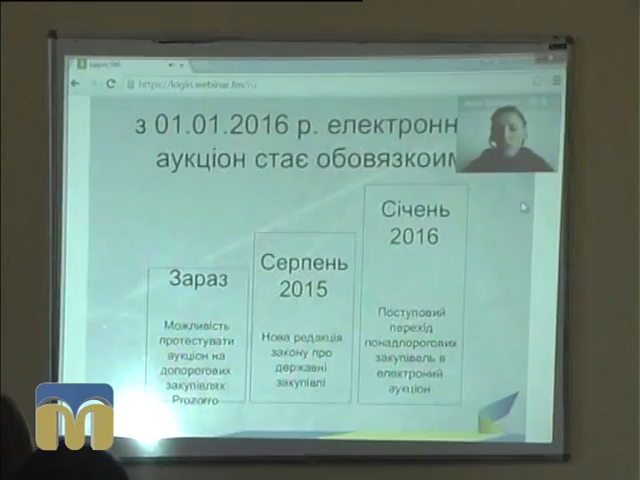 https://login.webinar.fm/ru
з 01.01.2016 р. електронн
аукціон стає обовязкоим
Зараз
Можливість
протестувати
аукціон на
допорогових
закупівлях
Prozorro
Серпень
2015
Нова редакція
закону про
державні
закупівлі
Січень
2016
Поступовий
перехід
понадпорогових
закупівель в
електроний
аукціон